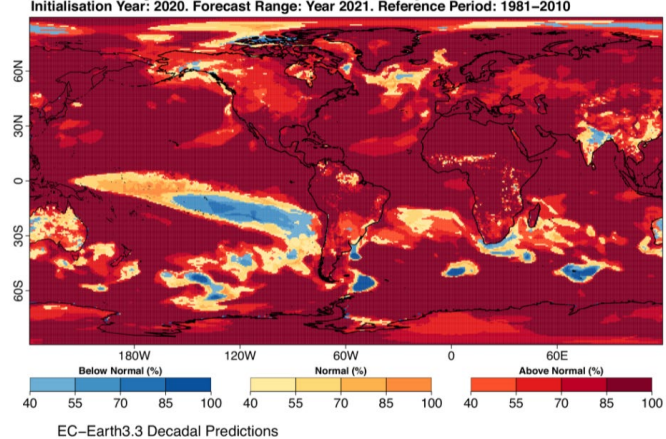 Initialisation Year: 2020. Forecast Range: Year 2021. Reference Period: 1981–2010
60N
30N
0
30S
60S
180W 120W 60W 0 60E
Below Normal (%) Normal (%) Above Normal (%)
40 55 70 85 100 40 55 70 85 100 40 55 70 85 100
EC−Earth3.3 Decadal Predictions